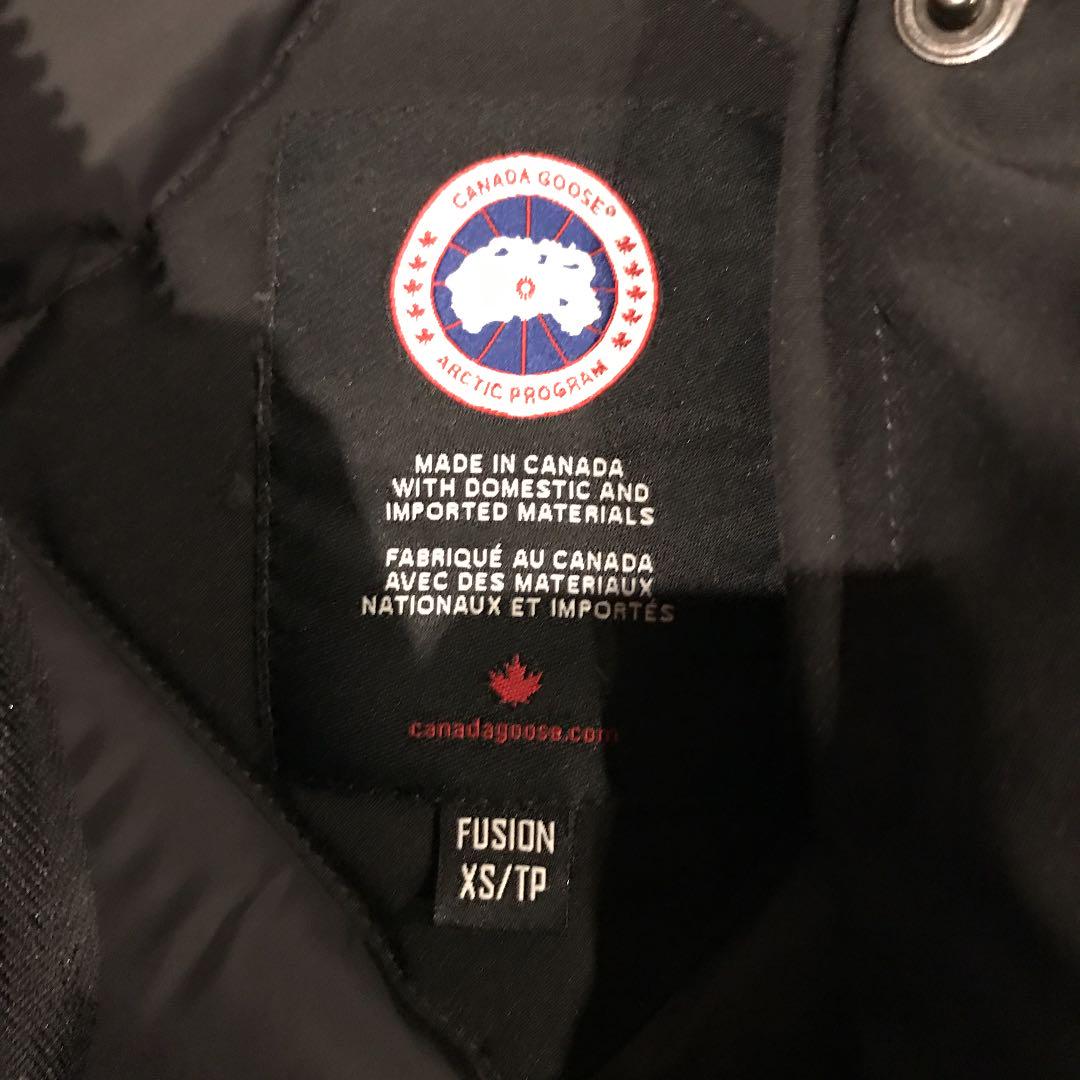 CANADA GOOSE®
ARCTIC PROGRAM
MADE IN CANADA
WITH DOMESTIC AND
IMPORTED MATERIALS
FABRIQUÉ AU CANADA
AVEC DES MATERIAUX
NATIONAUX ET IMPORTÉS
canadagoose.com
FUSION
XS/TP